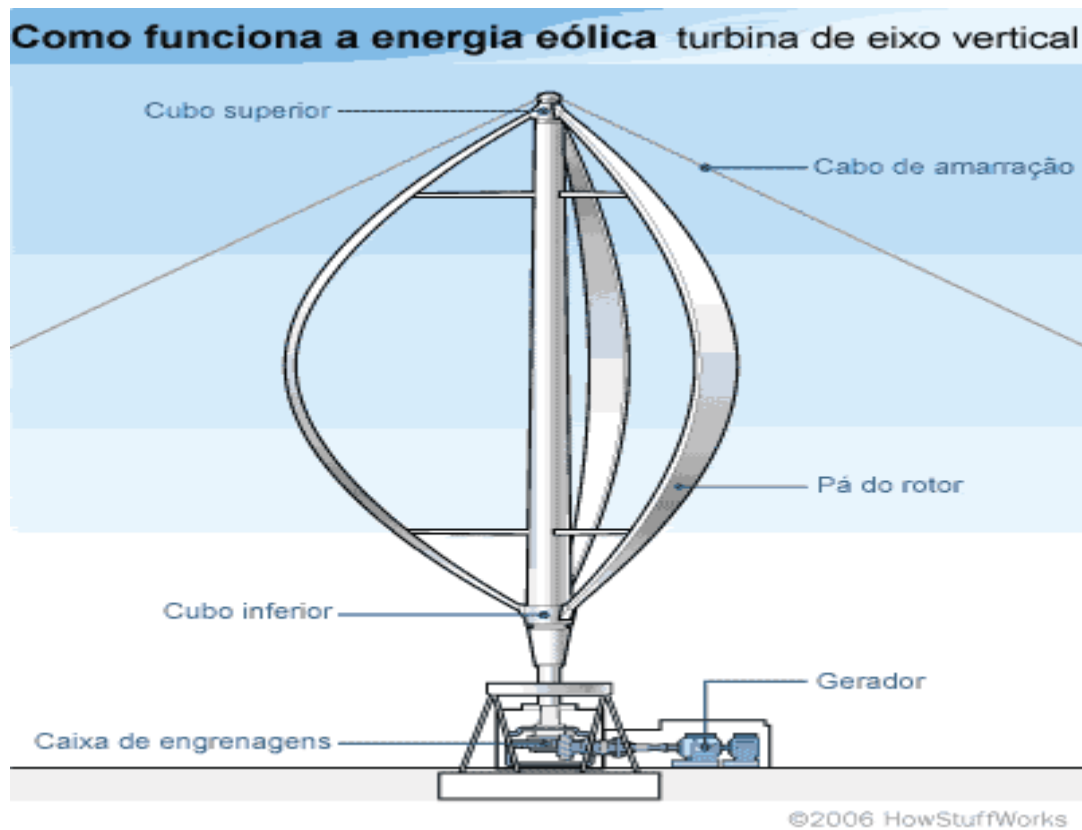 Como funciona a energia eólica turbina de eixo vertical
Cubo superior
Cabo de amarração
Pá do rotor
Cubo inferior
Gerador
Caixa de engrenagens
©2006 HowStuffWorks